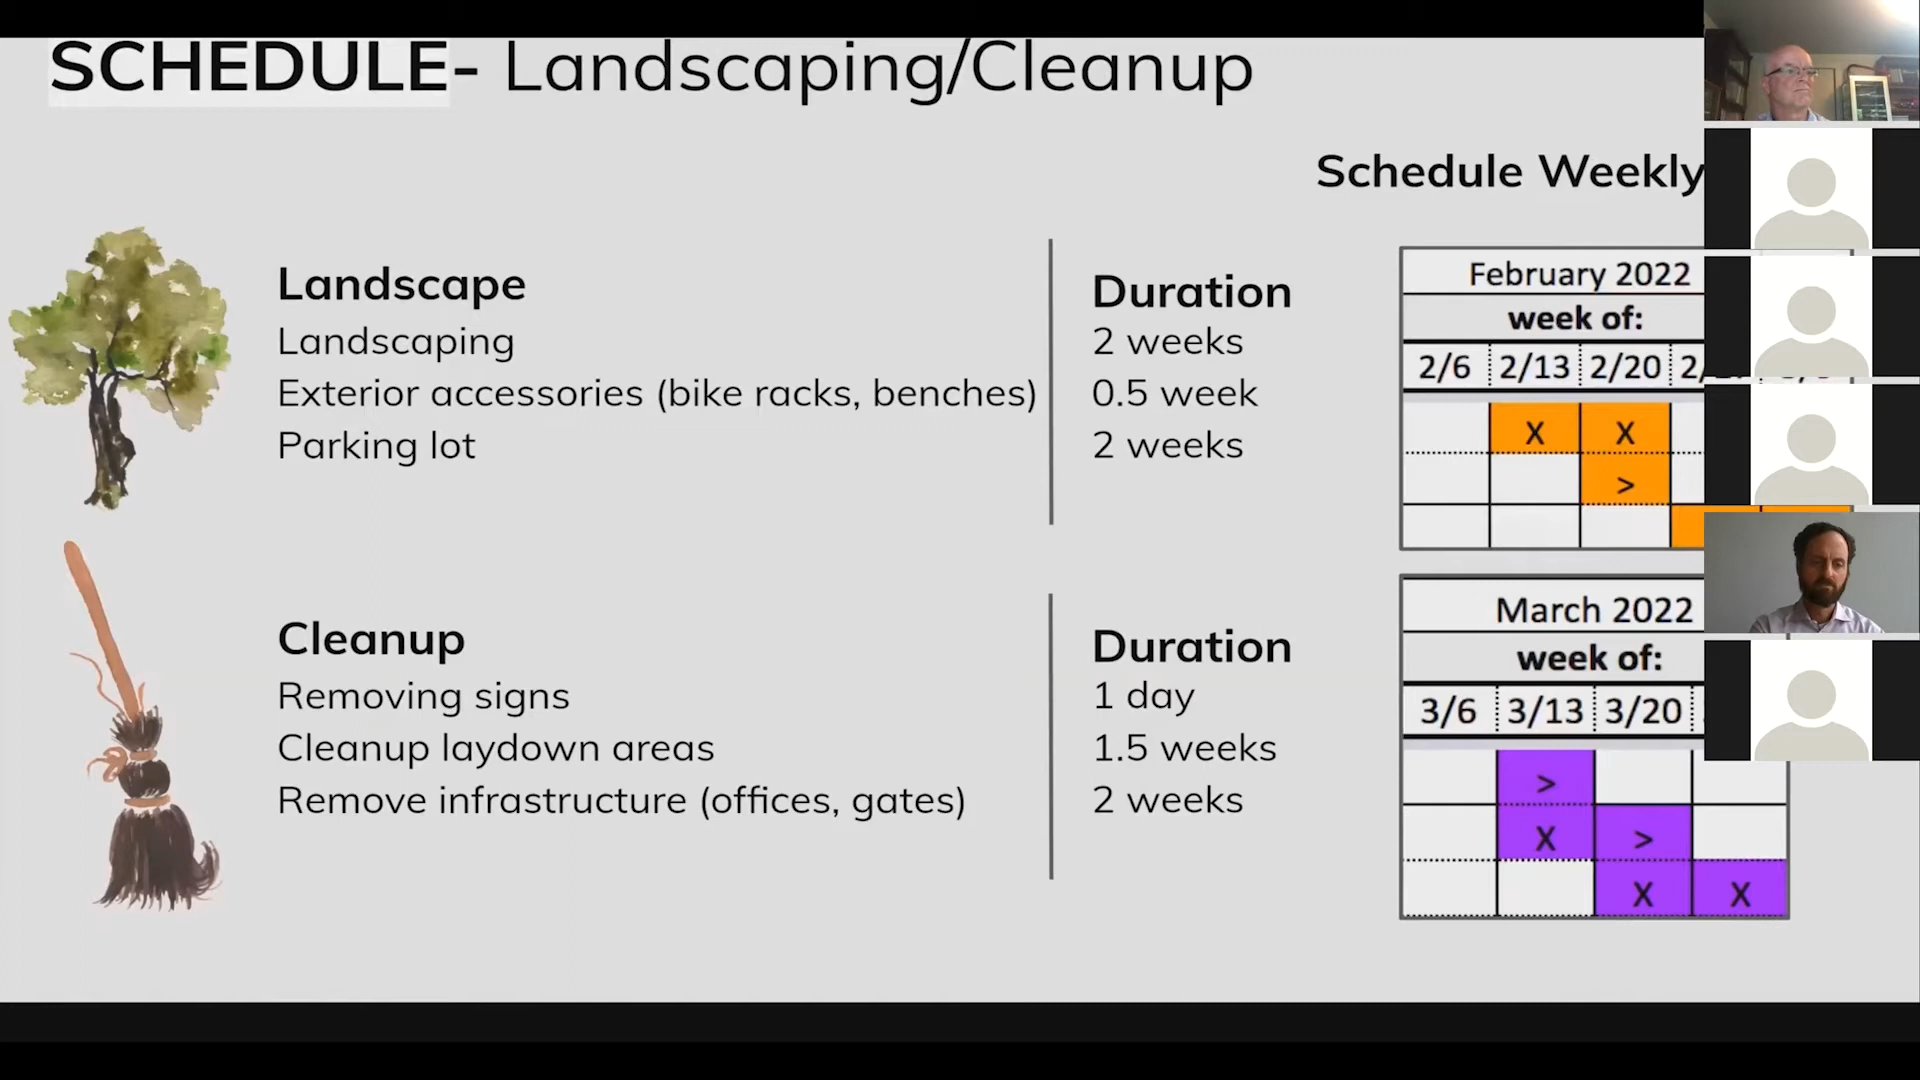 SCHEDULE- Landscaping/Cleanup
Schedule Weekly
Landscape
Landscaping
Exterior accessories (bike racks, benches)
Parking lot
Duration
2 weeks
0.5 week
2 weeks
February 2022
week of:
2/6 2/13 2/20 2/
X X
>
Cleanup
Removing signs
Cleanup laydown areas
Remove infrastructure (offices, gates)
Duration
1 day
1.5 weeks
2 weeks
March 2022
week of:
3/6 3/13 3/20
>
X >
X X